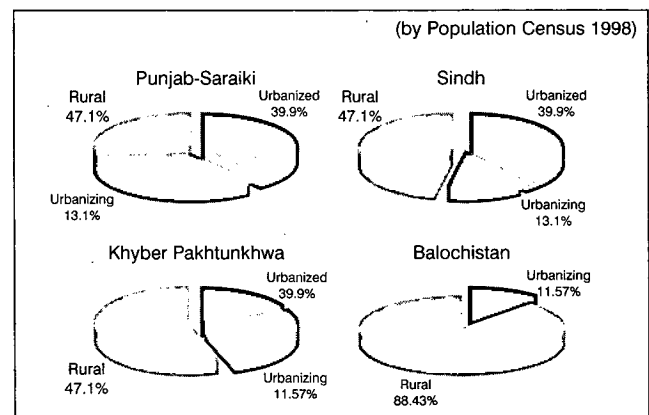 (by Population Census 1998)
Punjab-Saraiki
Rural
47.1%
Urbanized
39.9%
Urbanizing
13.1%
Sindh
Rural
47.1%
Urbanized
39.9%
Urbanizing
13.1%
Khyber Pakhtunkhwa
Urbanized
39.9%
Rural
47.1%
Urbanizing
11.57%
Balochistan
Urbanizing
11.57%
Rural
88.43%